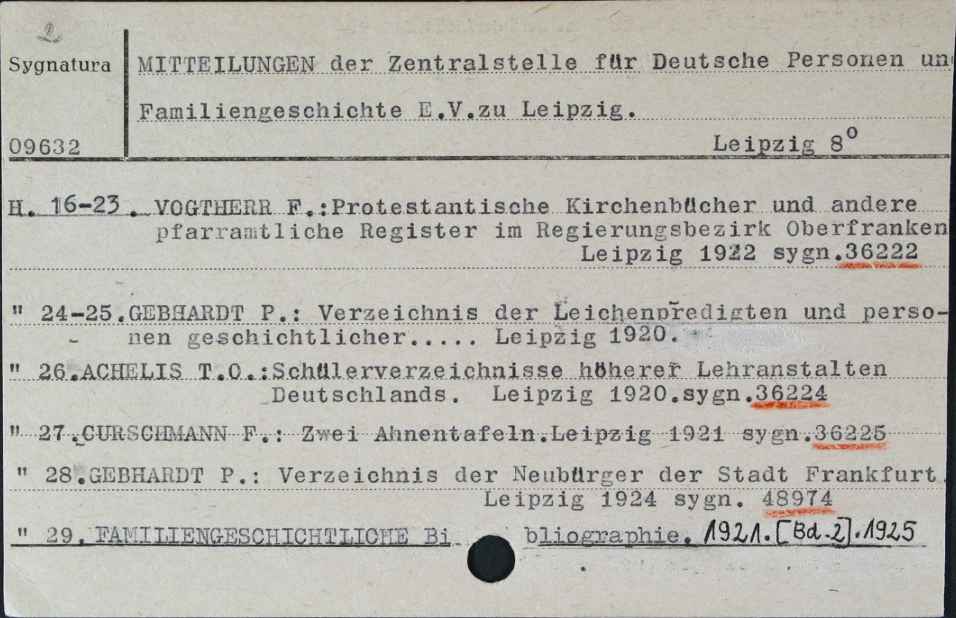 2
Sygnatura MITTEILUNGEN der Zentralstelle für Deutsche Personen un
Familiengeschichte E.V.zu Leipzig.
09632 Leipzig 8°
H. 16-23. VOGTHERR F.:Protestantische Kirchenbücher und andere
pfarramtliche Register im Regierungsbezirk Oberfranken
Leipzig 1922 sygn.36222
" 24-25.GEBHARDT P.: Verzeichnis der Leichenpredigten und perso-
- nen geschichtlicher..... Leipzig 1920.
" 26.ACHELIS T.O.:Schülerverzeichnisse höherer Lehranstalten
Deutschlands. Leipzig 1920.sygn.36224
" 27.CURSCHMANN F.: Zwei Ahnentafeln.Leipzig 1921 sygn.36225
" 28.GEBHARDT P.: Verzeichnis der Neubürger der Stadt Frankfurt.
Leipzig 1924 sygn. 48974
" 29. FAMILIENGESCHICHTLICHE Bi bliographie. 1921.[Bd.2].1925